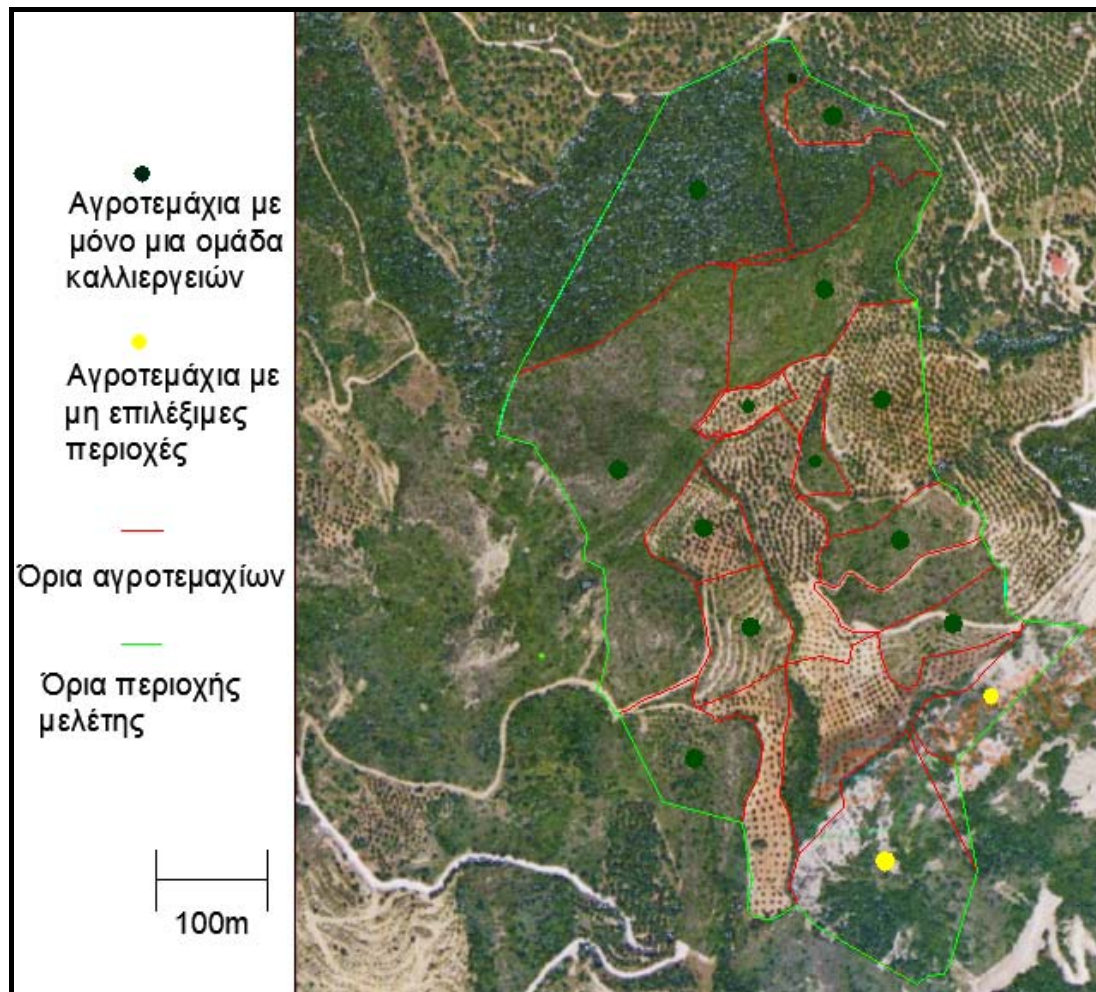 Αγροτεμάχια με
μόνο μια ομάδα
καλλιεργειών
Αγροτεμάχια με
μη επιλέξιμες
περιοχές
Όρια αγροτεμαχίων
Όρια περιοχής
μελέτης
100m